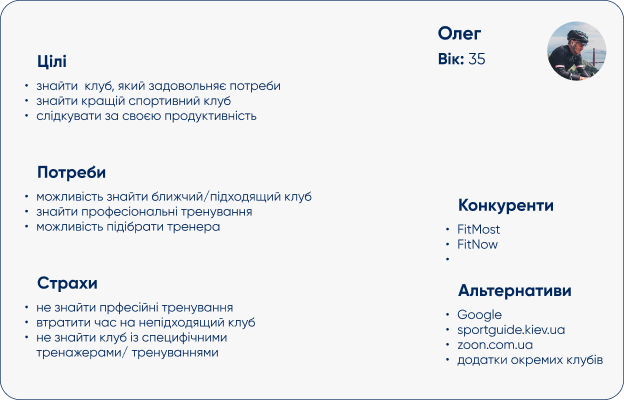 Олег
Вік: 35
Цілі
• знайти клуб, який задовольняє потреби
• знайти кращій спортивний клуб
• слідкувати за своєю продуктивність
Потреби
• можливість знайти ближчий/підходящий клуб
• знайти професіональні тренування
• можливість підібрати тренера
Страхи
• не знайти прфесійні тренування
• втратити час на непідходящий клуб
• не знайти клуб із специфічними
тренажерами/ тренуваннями
Конкуренти
• FitMost
• FitNow
•
Альтернативи
• Google
• sportguide.kiev.ua
• zoon.com.ua
• додатки окремих клубів